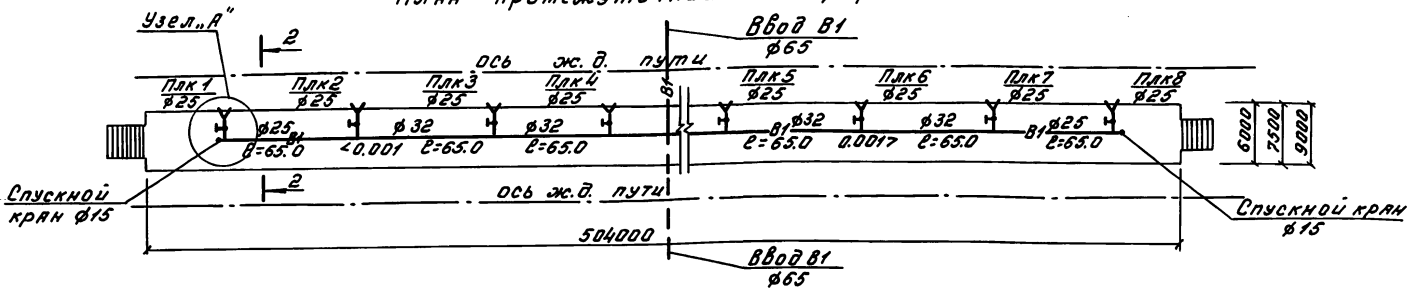 Узел„А"
2
Ввод В1
ф65
ось ж.д. пути
Плк1
ф25
Плк2
ф25
Плк3
ф25
Плк4
ф25
Плк5
ф25
Плк6
ф25
Плк7
ф25
Плк8
ф25
В1
ф25
В1
ф32
ф32
В1
ф32
ф32
В1
ф25
ℓ=65.0
<0.001
ℓ=65.0
ℓ=65.0
ℓ=65.0
0.0017
ℓ=65.0
ℓ=65.0
6000
7500
9000
2
ось ж.д. пути
Спускной
кран ф15
Спускной кран
ф15
504000
Ввод В1
ф65